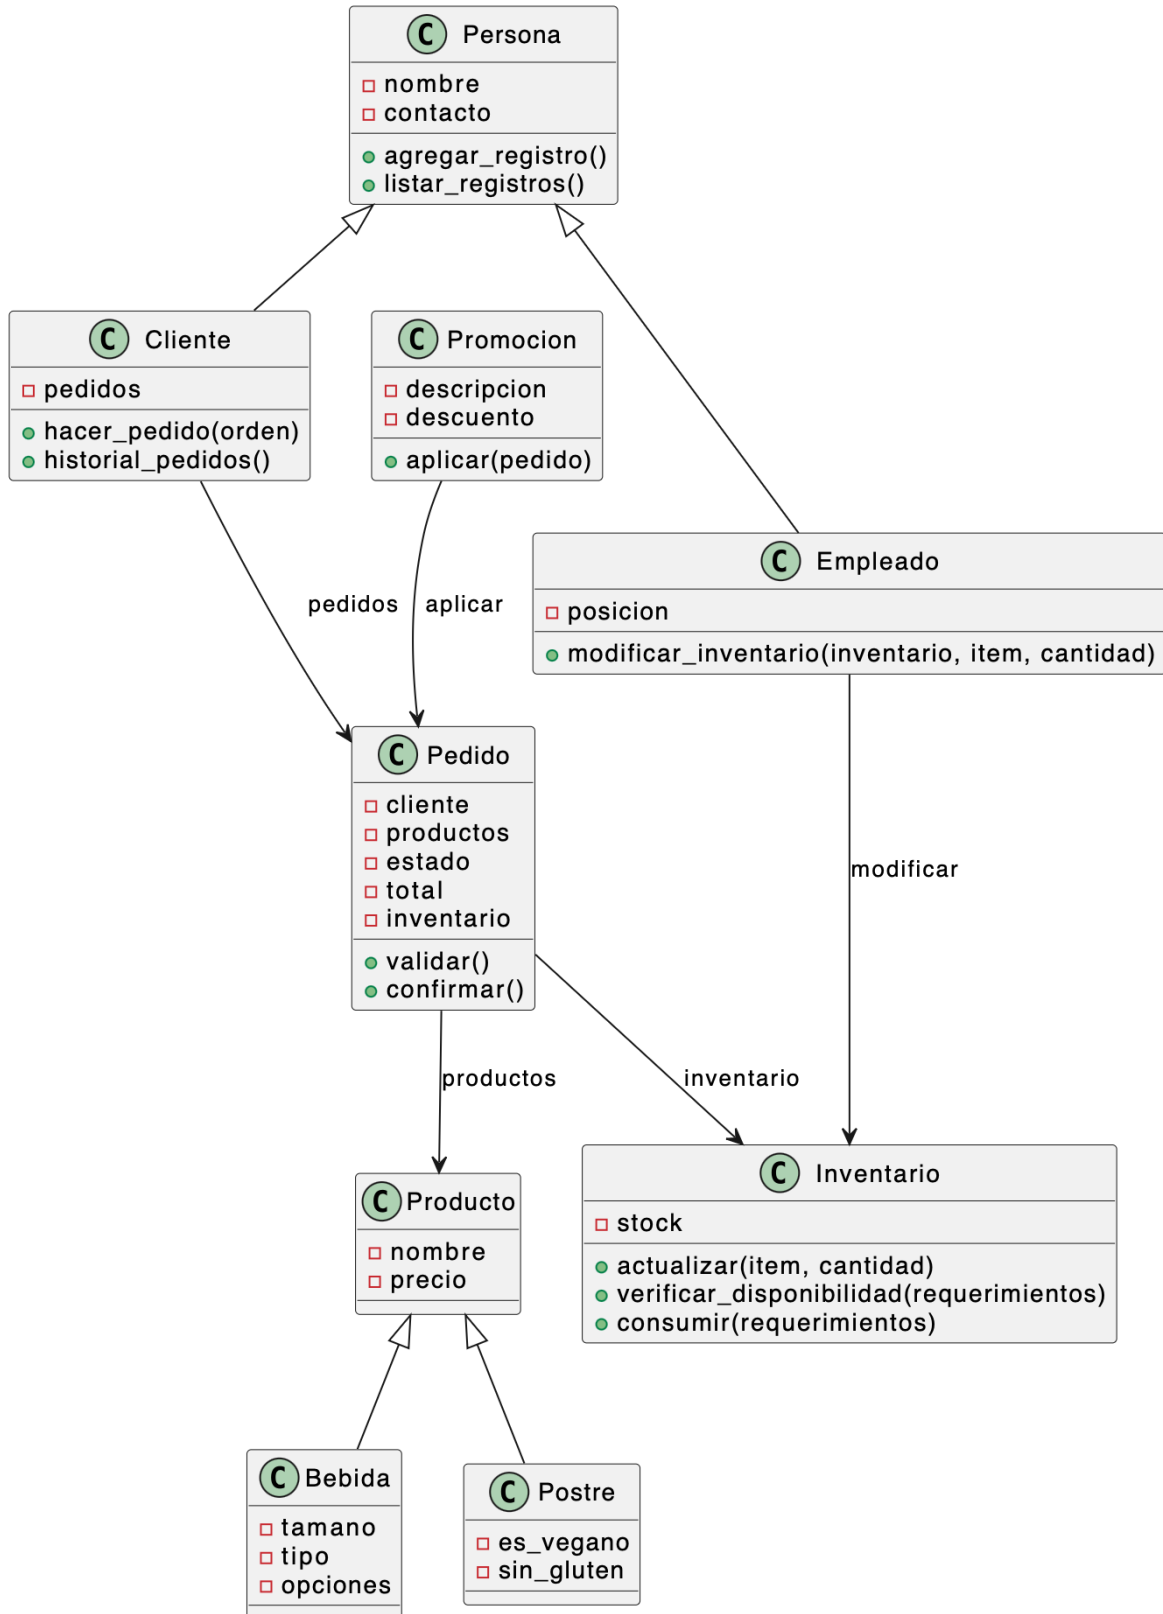 C Persona
nombre
contacto
agregar_registro()
listar_registros()
C Cliente
pedidos
hacer_pedido(orden)
historial_pedidos()
C Promocion
descripcion
descuento
aplicar(pedido)
C Empleado
posicion
modificar_inventario(inventario, item, cantidad)
pedidos
aplicar
C Pedido
cliente
productos
estado
total
inventario
validar()
confirmar()
modificar
productos
inventario
C Producto
nombre
precio
C Inventario
stock
actualizar(item, cantidad)
verificar_disponibilidad(requerimientos)
consumir(requerimientos)
C Bebida
tamano
tipo
opciones
C Postre
es_vegano
sin_gluten